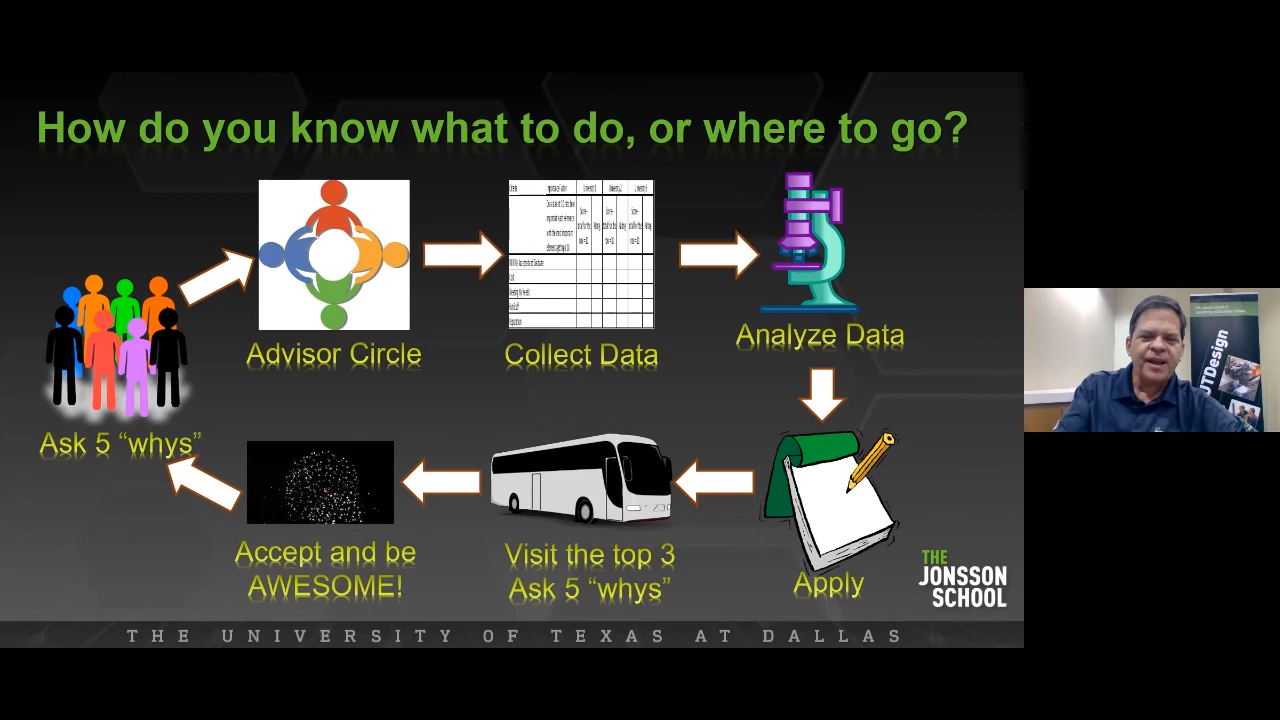 How do you know what to do, or where to go?
Advisor Circle
Collect Data
Analyze Data
Ask 5 “whys”
Accept and be
AWESOME!
Visit the top 3
Ask 5 “whys”
Apply
THE
JONSSON
SCHOOL
THE UNIVERSITY OF TEXAS AT DALLAS
UTDesign